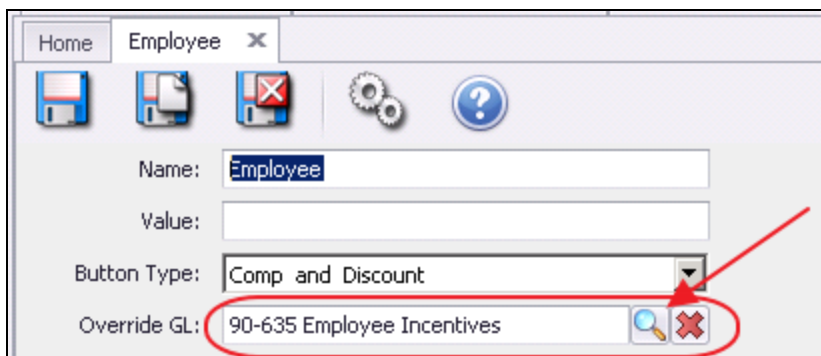 Home Employee
Name: Employee
Value:
Button Type: Comp and Discount
Override GL: 90-635 Employee Incentives